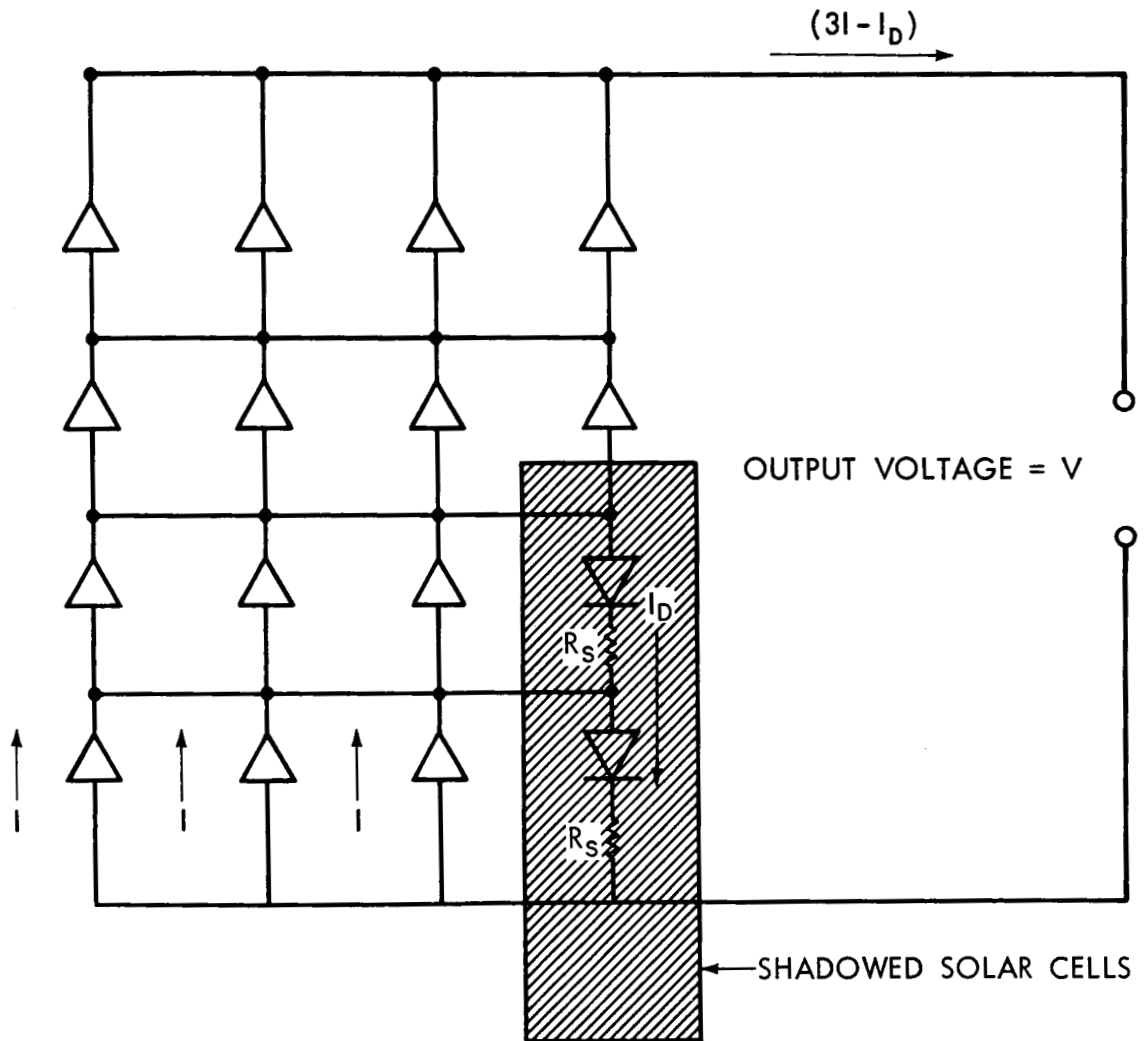 (3I - I_D)
OUTPUT VOLTAGE = V
I_D
R_S
R_S
I
I
I
SHADOWED SOLAR CELLS